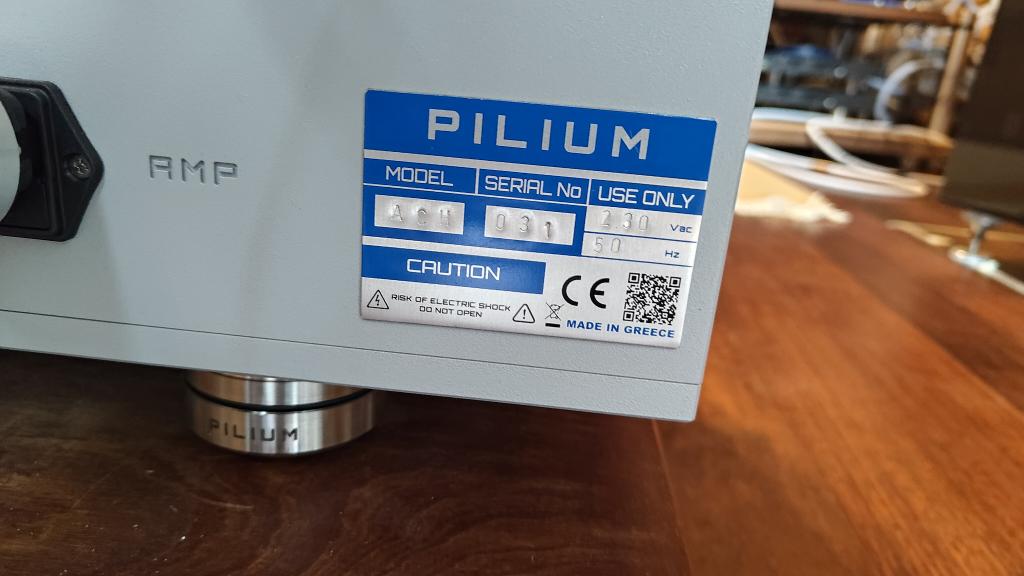 AMP
PILIUM
MODEL SERIAL No USE ONLY
ACH 031 230 Vac
50 Hz
CAUTION
RISK OF ELECTRIC SHOCK
DO NOT OPEN
CE
MADE IN GREECE
PILIUM